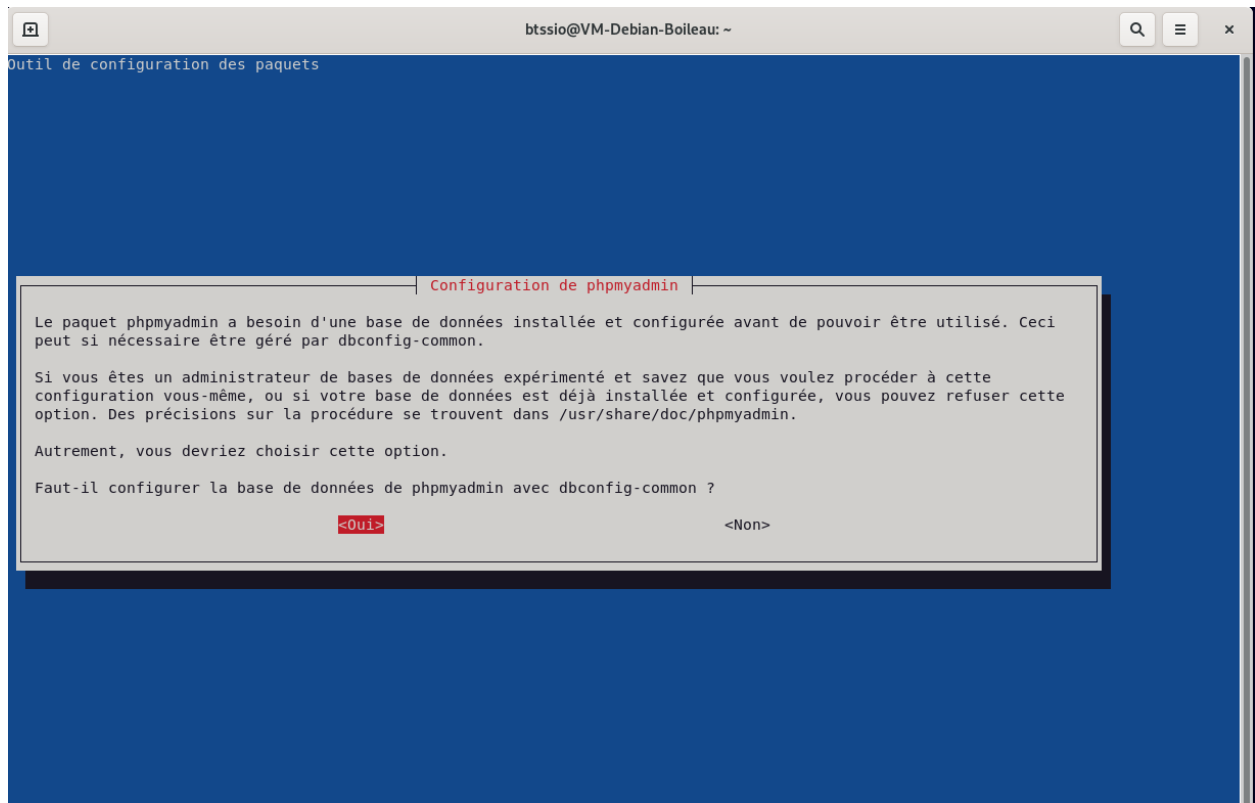 btssio@VM-Debian-Boileau: ~
Outil de configuration des paquets
Configuration de phpmyadmin
Le paquet phpmyadmin a besoin d'une base de données installée et configurée avant de pouvoir être utilisé. Ceci
peut si nécessaire être géré par dbconfig-common.
Si vous êtes un administrateur de bases de données expérimenté et savez que vous voulez procéder à cette
configuration vous-même, ou si votre base de données est déjà installée et configurée, vous pouvez refuser cette
option. Des précisions sur la procédure se trouvent dans /usr/share/doc/phpmyadmin.
Autrement, vous devriez choisir cette option.
Faut-il configurer la base de données de phpmyadmin avec dbconfig-common ?
<Oui> <Non>